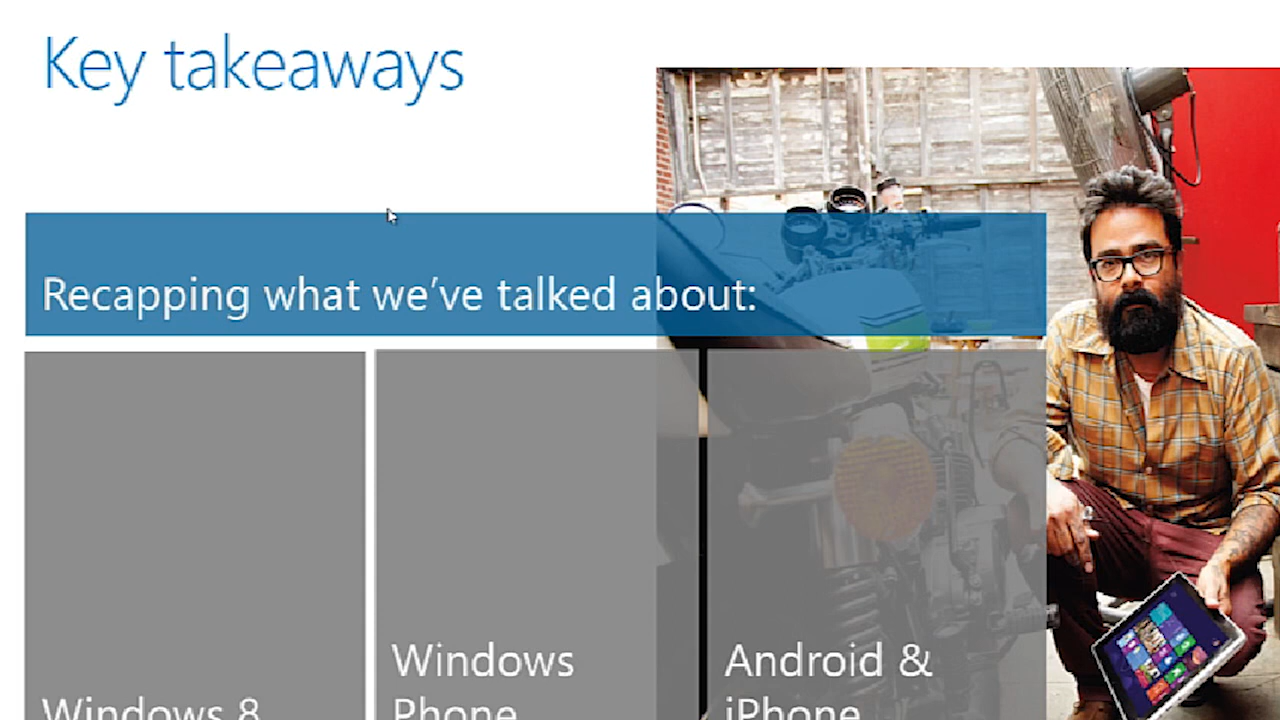 Key takeaways
Recapping what we've talked about:
Windows 8
Windows
Phone
Android &
iPhone